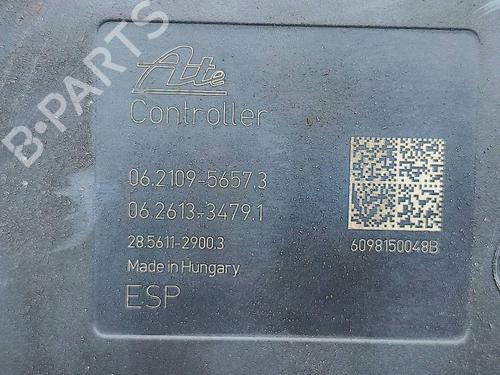 B-PARTS
Ate
Controller
06.2109-5657.3
06.2613-3479.1
28.5611-2900.3
Made in Hungary
ESP
6098150048B